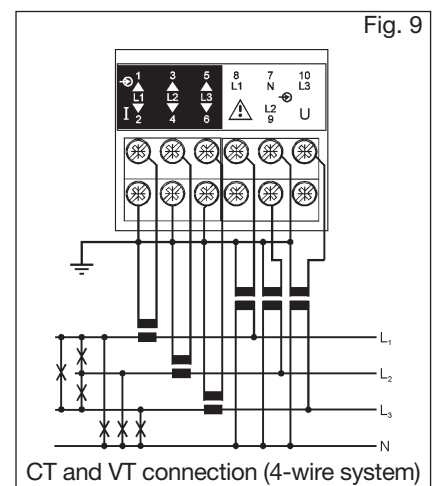 Fig. 9
1 3 5 8 7 10
L1 N L3
L1 L2 L3
I U
L2
2 4 6 9
L₁
L₂
L₃
N
CT and VT connection (4-wire system)